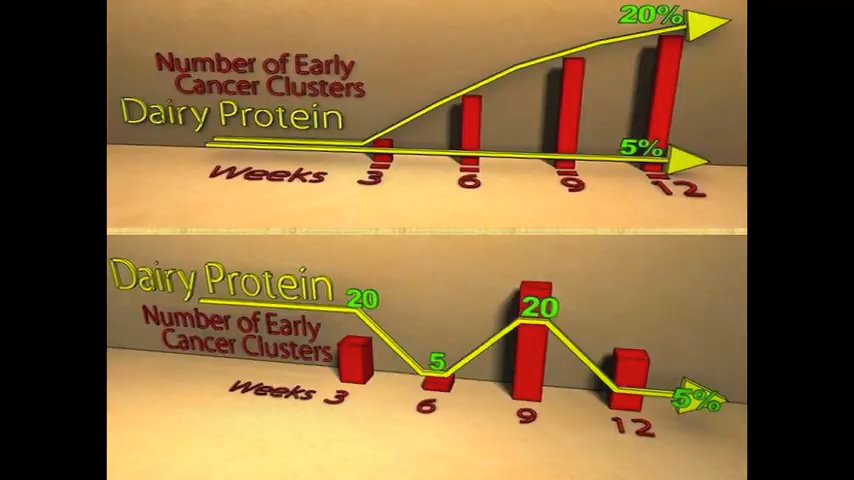 20%
Number of Early
Cancer Clusters
Dairy Protein
5%
Weeks 3 6 9 12
Dairy Protein
20
20
Number of Early
Cancer Clusters
5
5%
Weeks 3 6 9 12